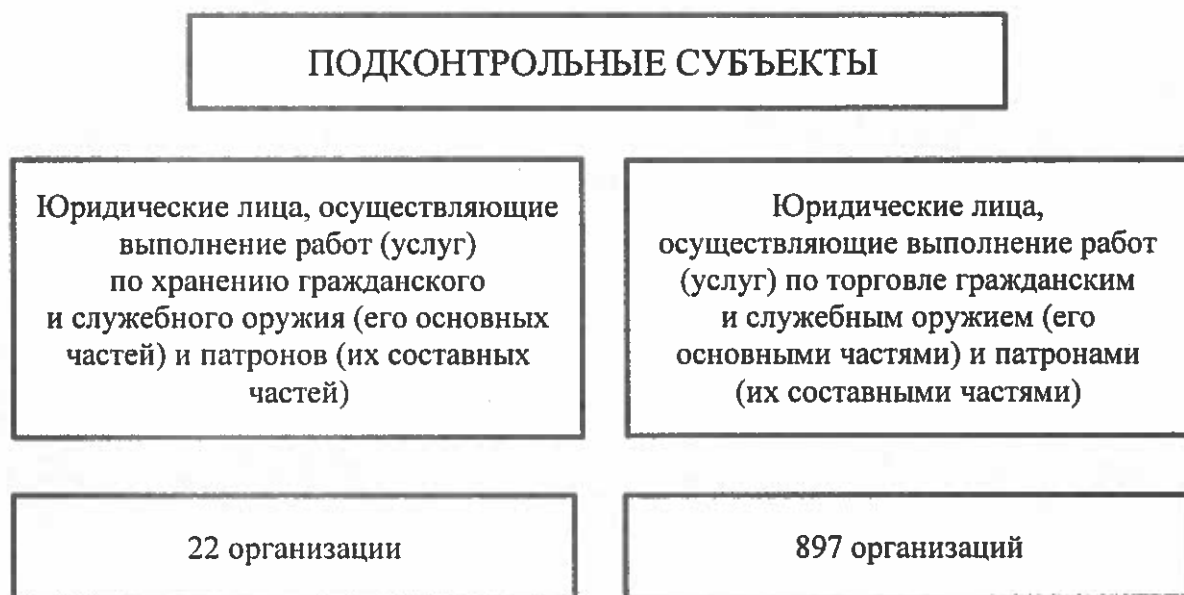 ПОДКОНТРОЛЬНЫЕ СУБЪЕКТЫ
Юридические лица, осуществляющие
выполнение работ (услуг)
по хранению гражданского
и служебного оружия (его основных
частей) и патронов (их составных
частей)
Юридические лица,
осуществляющие выполнение работ
(услуг) по торговле гражданским
и служебным оружием (его
основными частями) и патронами
(их составными частями)
22 организации
897 организаций